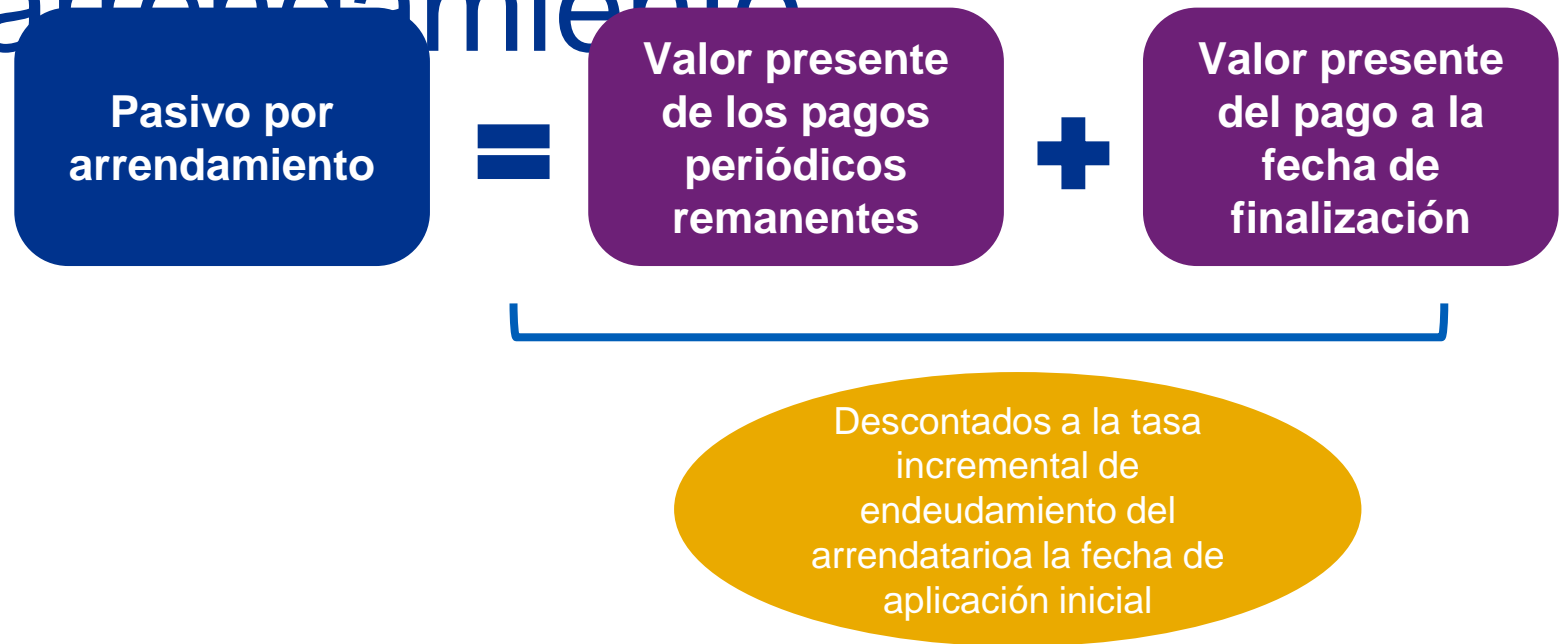 arrendamiento
Pasivo por
arrendamiento
=
Valor presente
de los pagos
periódicos
remanentes
+
Valor presente
del pago a la
fecha de
finalización
Descontados a la tasa
incremental de
endeudamiento del
arrendatarioa la fecha de
aplicación inicial